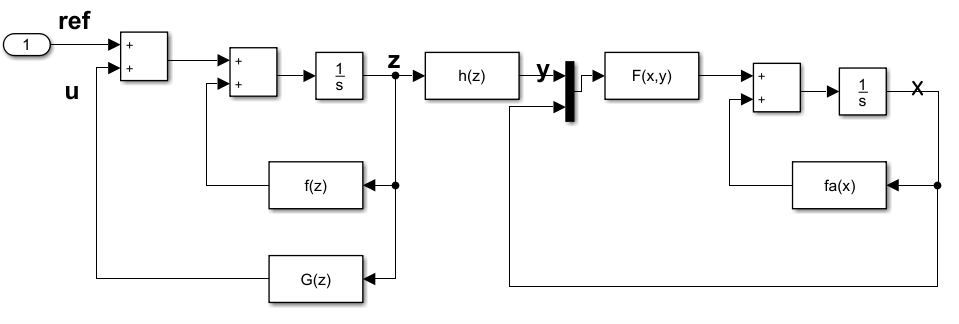 ref
1
+
+
u
+
+
1
s
z
h(z)
y
F(x,y)
+
+
1
s
x
f(z)
fa(x)
G(z)